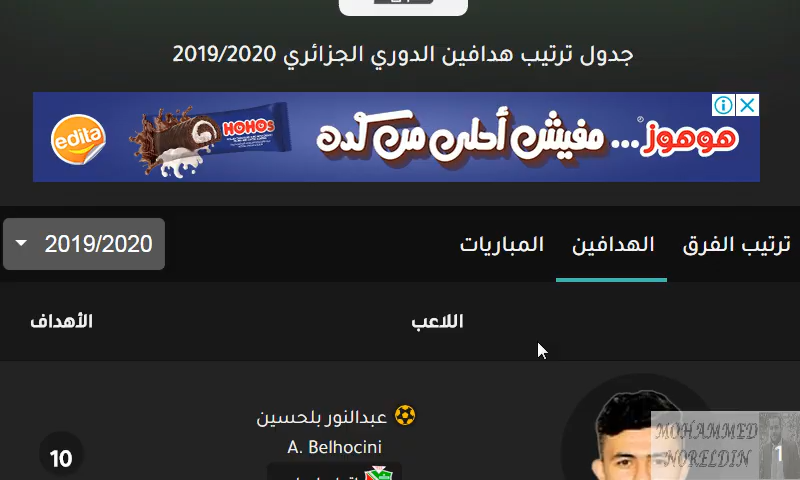 جدول ترتيب هدافين الدوري الجزائري 2019/2020
edita
HOHOs
هوهوز... مفيش أحلى من كده
ترتيب الفرق
الهدافين
المباريات
2019/2020
اللاعب
الأهداف
عبدالنور بلحسين
A. Belhocini
10
1
MOHAMMED
NORELDIN